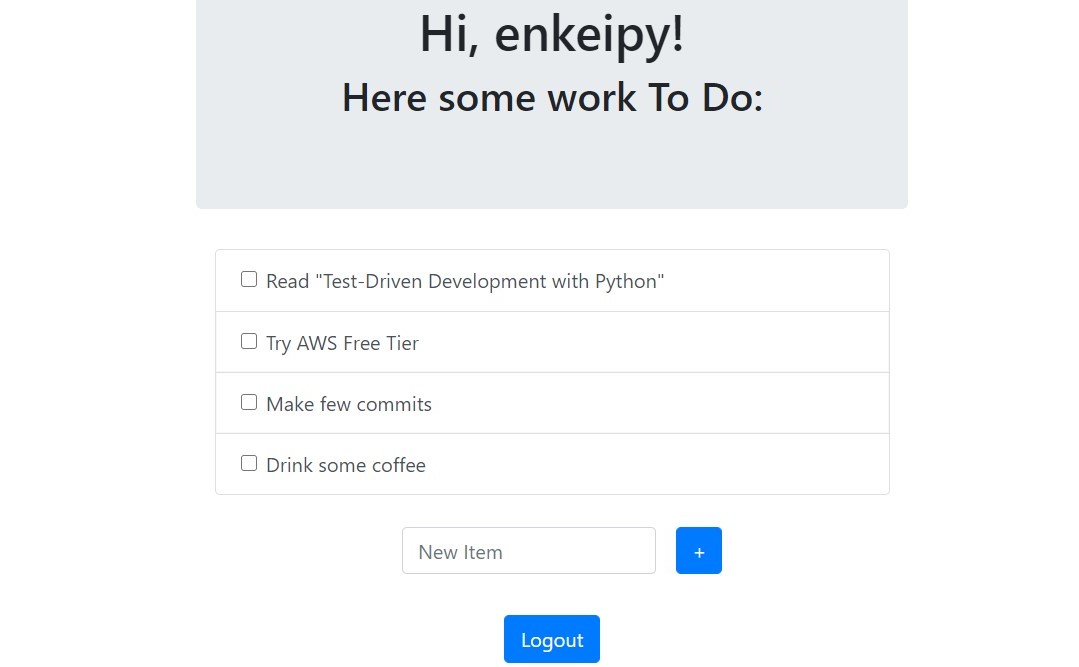 Hi, enkeipy!
Here some work To Do:
Read "Test-Driven Development with Python"
Try AWS Free Tier
Make few commits
Drink some coffee
New Item
+
Logout